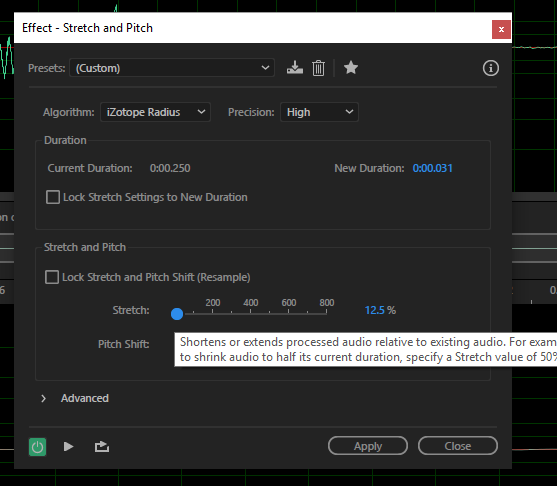 Effect - Stretch and Pitch
x
Presets: (Custom)
Algorithm: iZotope Radius Precision: High
Duration
Current Duration: 0:00.250 New Duration: 0:00.031
Lock Stretch Settings to New Duration
on
Stretch and Pitch
Lock Stretch and Pitch Shift (Resample)
6
0.
200 400 600 800
Stretch: 12.5 %
Shortens or extends processed audio relative to existing audio. For exam
Pitch Shift:
to shrink audio to half its current duration, specify a Stretch value of 50%
Advanced
Apply Close